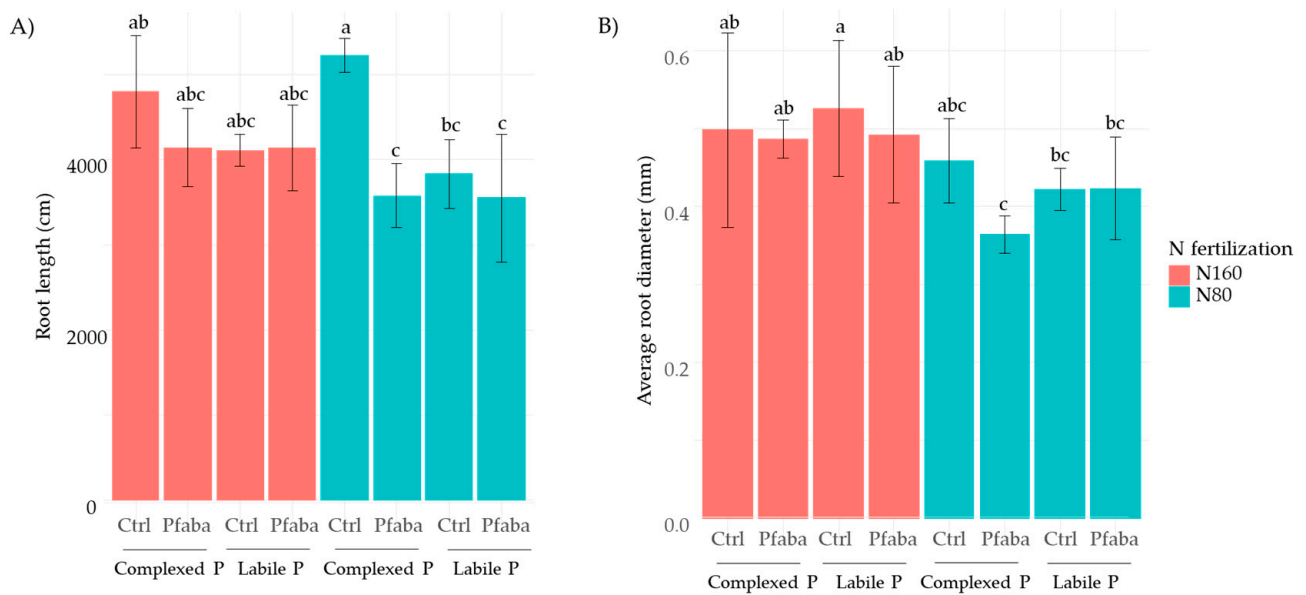 A)
Root length (cm)
4000
2000
0
ab
abc
abc
abc
a
c
bc
c
Ctrl Pfaba Ctrl Pfaba Ctrl Pfaba Ctrl Pfaba
Complexed P Labile P Complexed P Labile P
B)
Average root diameter (mm)
0.6
0.4
0.2
0.0
ab
ab
a
ab
abc
c
bc
bc
Ctrl Pfaba Ctrl Pfaba Ctrl Pfaba Ctrl Pfaba
Complexed P Labile P Complexed P Labile P
N fertilization
N160
N80